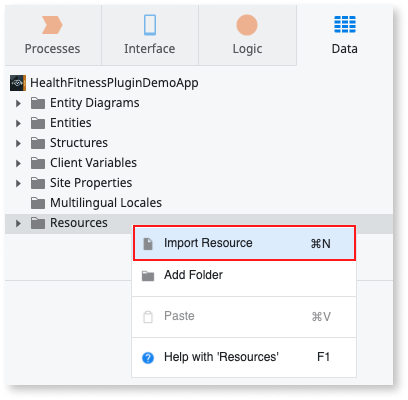 Processes
Interface
Logic
Data
HealthFitnessPluginDemoApp
Entity Diagrams
Entities
Structures
Client Variables
Site Properties
Multilingual Locales
Resources
Import Resource ⌘N
Add Folder
Paste ⌘V
Help with 'Resources' F1